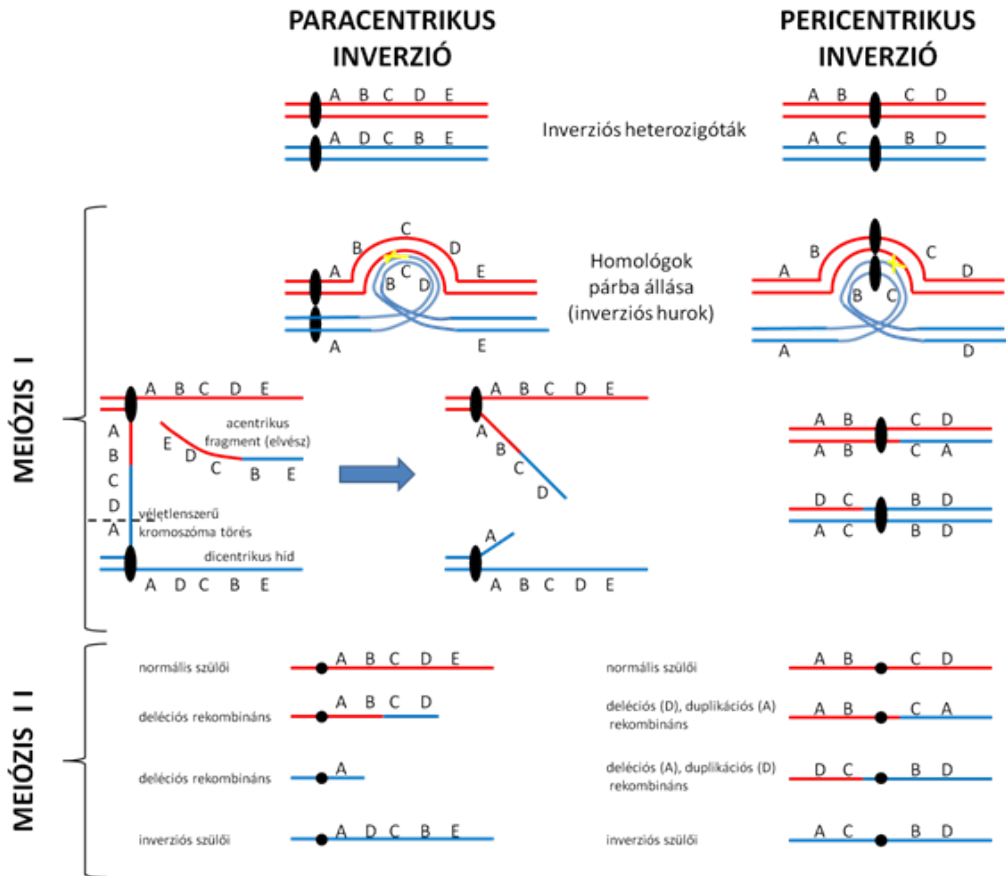 PARACENTRIKUS
INVERZIÓ
PERICENTRIKUS
INVERZIÓ
A B C D E
A D C B E
Inverziós heterozigóták
A B C D
A C B D
MEIÓZIS I
A B C D E
B C D
A E
Homológok
párba állása
(inverziós hurok)
A B C D
B C
A D
A B C D E
A
B
C
D
A
E D C B E
acentrikus
fragment (elvész)
véletlenszerű
kromoszóma törés
dicentrikus híd
A D C B E
A B C D E
A
B
C
D
A
A B C D E
A B C D
A B C A
D C B D
A C B D
MEIÓZIS II
normális szülői
A B C D E
deléciós rekombináns
A B C D
deléciós rekombináns
A
inverziós szülői
A D C B E
normális szülői
A B C D
deléciós (D), duplikációs (A)
rekombináns
A B C A
deléciós (A), duplikációs (D)
rekombináns
D C B D
inverziós szülői
A C B D